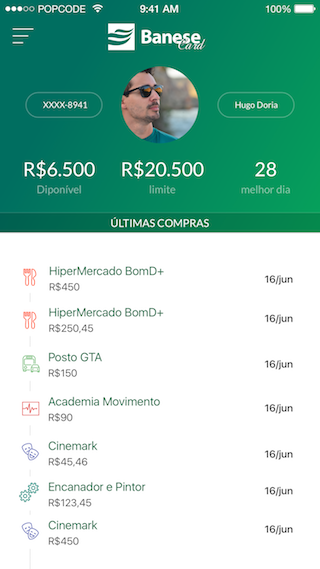 POPCODE 9:41 AM 100%
Banese
Card
XXXX-8941 Hugo Doria
R$6.500 R$20.500 28
Diponível limite melhor dia
ÚLTIMAS COMPRAS
HiperMercado BomD+ 16/jun
R$450
HiperMercado BomD+ 16/jun
R$250,45
Posto GTA 16/jun
R$150
Academia Movimento 16/jun
R$90
Cinemark 16/jun
R$45,46
Encanador e Pintor 16/jun
R$123,45
Cinemark 16/jun
R$450